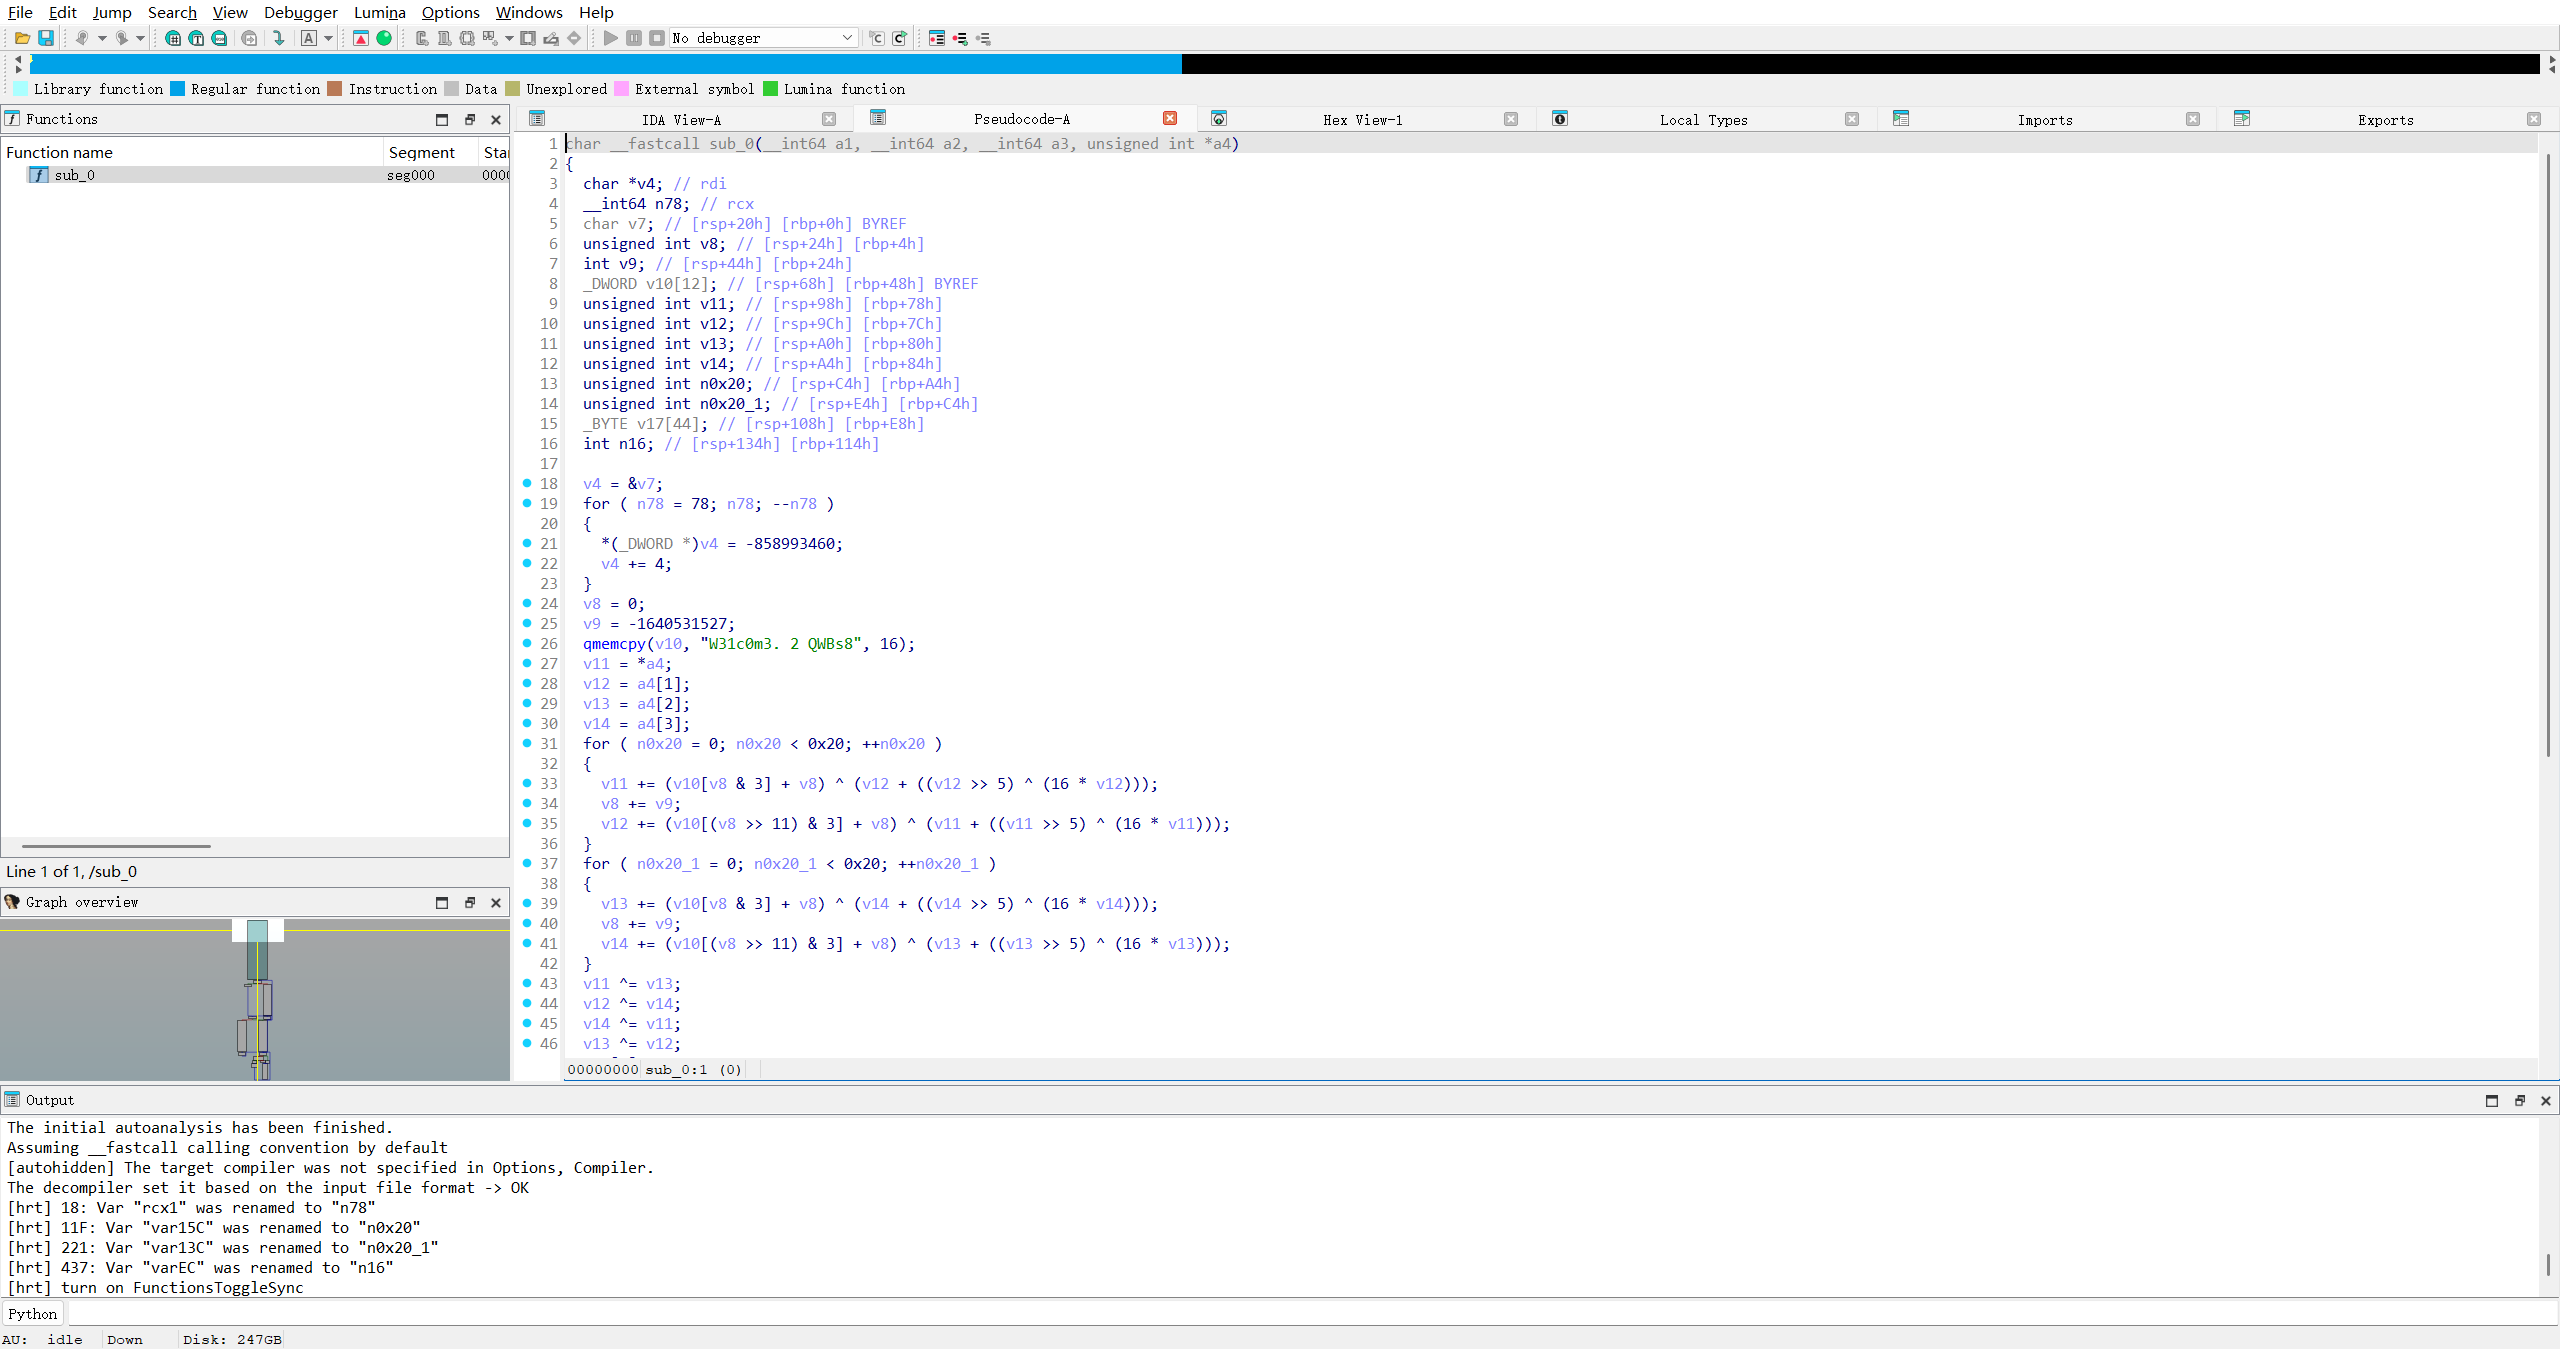 File Edit Jump Search View Debugger Lumina Options Windows Help
No debugger
Library function Regular function Instruction Data Unexplored External symbol Lumina function
Functions
Function name Segment Sta
sub_0 seg000 0000
Line 1 of 1, /sub_0
Graph overview
IDA View-A Pseudocode-A Hex View-1 Local Types Imports Exports
1 char __fastcall sub_0(__int64 a1, __int64 a2, __int64 a3, unsigned int *a4)
2 {
3 char *v4; // rdi
4 __int64 n78; // rcx
5 char v7; // [rsp+20h] [rbp+0h] BYREF
6 unsigned int v8; // [rsp+24h] [rbp+4h]
7 int v9; // [rsp+44h] [rbp+24h]
8 _DWORD v10[12]; // [rsp+68h] [rbp+48h] BYREF
9 unsigned int v11; // [rsp+98h] [rbp+78h]
10 unsigned int v12; // [rsp+9Ch] [rbp+7Ch]
11 unsigned int v13; // [rsp+A0h] [rbp+80h]
12 unsigned int v14; // [rsp+A4h] [rbp+84h]
13 unsigned int n0x20; // [rsp+C4h] [rbp+A4h]
14 unsigned int n0x20_1; // [rsp+E4h] [rbp+C4h]
15 _BYTE v17[44]; // [rsp+108h] [rbp+E8h]
16 int n16; // [rsp+134h] [rbp+114h]
17
18 v4 = &v7;
19 for ( n78 = 78; n78; --n78 )
20 {
21 *(_DWORD *)v4 = -858993460;
22 v4 += 4;
23 }
24 v8 = 0;
25 v9 = -1640531527;
26 qmemcpy(v10, "W31c0m3. 2 QWBs8", 16);
27 v11 = *a4;
28 v12 = a4[1];
29 v13 = a4[2];
30 v14 = a4[3];
31 for ( n0x20 = 0; n0x20 < 0x20; ++n0x20 )
32 {
33 v11 += (v10[v8 & 3] + v8) ^ (v12 + ((v12 >> 5) ^ (16 * v12)));
34 v8 += v9;
35 v12 += (v10[(v8 >> 11) & 3] + v8) ^ (v11 + ((v11 >> 5) ^ (16 * v11)));
36 }
37 for ( n0x20_1 = 0; n0x20_1 < 0x20; ++n0x20_1 )
38 {
39 v13 += (v10[v8 & 3] + v8) ^ (v14 + ((v14 >> 5) ^ (16 * v14)));
40 v8 += v9;
41 v14 += (v10[(v8 >> 11) & 3] + v8) ^ (v13 + ((v13 >> 5) ^ (16 * v13)));
42 }
43 v11 ^= v13;
44 v12 ^= v14;
45 v14 ^= v11;
46 v13 ^= v12;
00000000 sub_0:1 (0)
Output
The initial autoanalysis has been finished.
Assuming __fastcall calling convention by default
[autohidden] The target compiler was not specified in Options, Compiler.
The decompiler set it based on the input file format -> OK
[hrt] 18: Var "rcx1" was renamed to "n78"
[hrt] 11F: Var "var15C" was renamed to "n0x20"
[hrt] 221: Var "var13C" was renamed to "n0x20_1"
[hrt] 437: Var "varEC" was renamed to "n16"
[hrt] turn on FunctionsToggleSync
Python
AU: idle Down Disk: 247GB